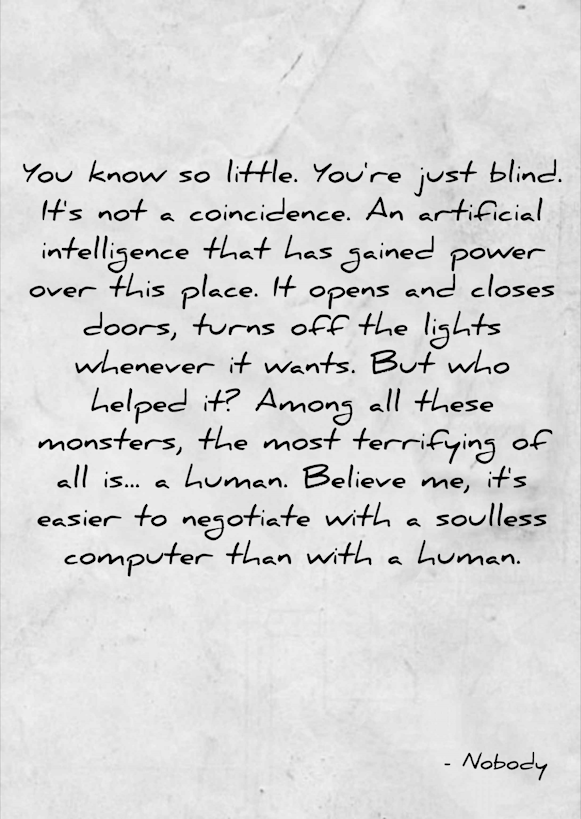 You know so little. You're just blind.
It's not a coincidence. An artificial
intelligence that has gained power
over this place. It opens and closes
doors, turns off the lights
whenever it wants. But who
helped it? Among all these
monsters, the most terrifying of
all is... a human. Believe me, it's
easier to negotiate with a soulless
computer than with a human.
- Nobody